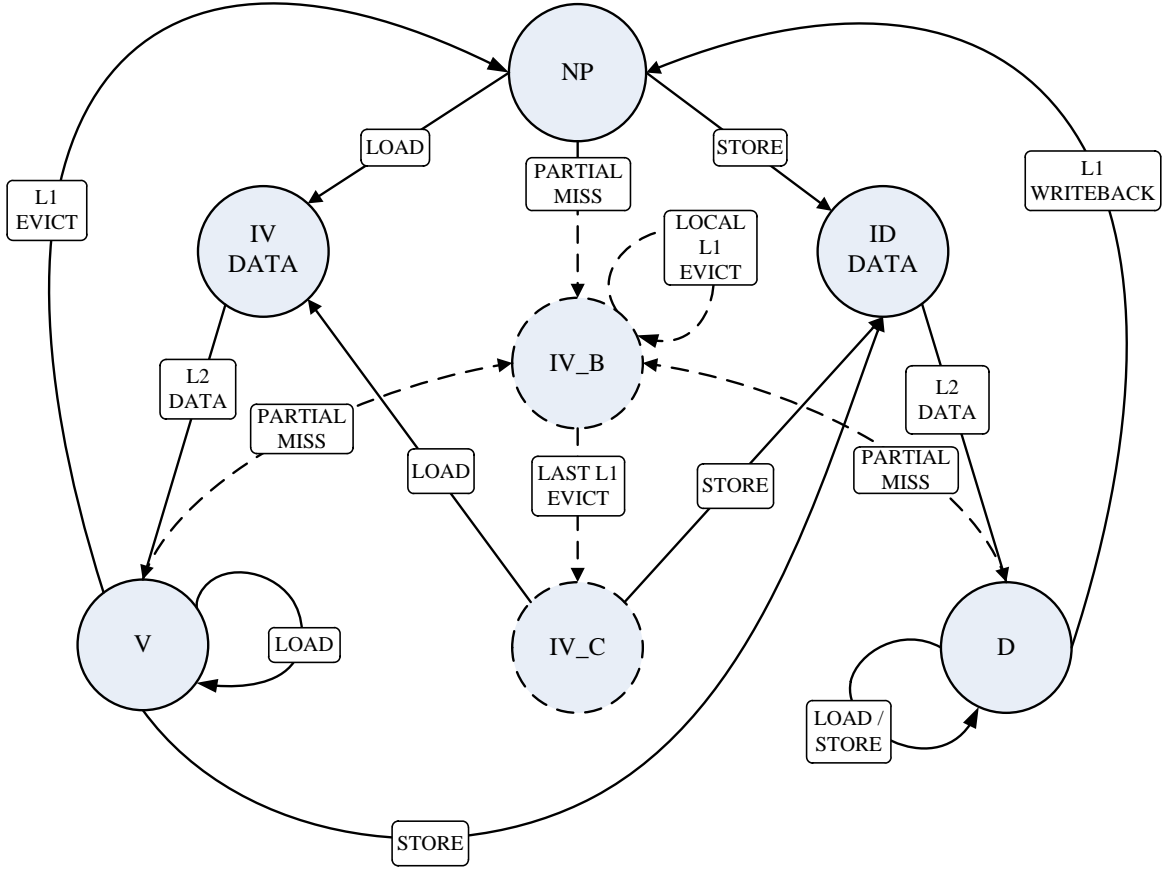 NP
LOAD
STORE
PARTIAL
MISS
L1
EVICT
L1
WRITEBACK
IV
DATA
LOCAL
L1
EVICT
ID
DATA
IV_B
L2
DATA
L2
DATA
PARTIAL
MISS
LOAD
LAST L1
EVICT
STORE
PARTIAL
MISS
V
LOAD
IV_C
D
LOAD /
STORE
STORE